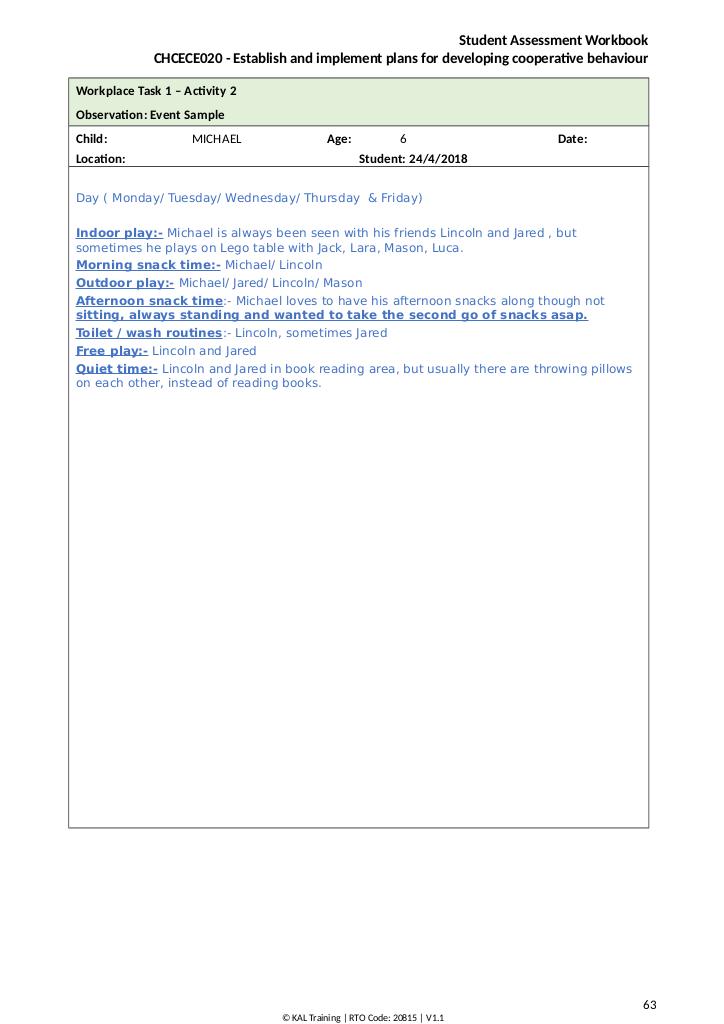 Student Assessment Workbook
CHCECE020 - Establish and implement plans for developing cooperative behaviour
Workplace Task 1 – Activity 2
Observation: Event Sample
Child: MICHAEL Age: 6 Date:
Location: Student: 24/4/2018
Day ( Monday/ Tuesday/ Wednesday/ Thursday & Friday)
Indoor play:- Michael is always been seen with his friends Lincoln and Jared , but
sometimes he plays on Lego table with Jack, Lara, Mason, Luca.
Morning snack time:- Michael/ Lincoln
Outdoor play:- Michael/ Jared/ Lincoln/ Mason
Afternoon snack time:- Michael loves to have his afternoon snacks along though not
sitting, always standing and wanted to take the second go of snacks asap.
Toilet / wash routines:- Lincoln, sometimes Jared
Free play:- Lincoln and Jared
Quiet time:- Lincoln and Jared in book reading area, but usually there are throwing pillows
on each other, instead of reading books.
63
© KAL Training | RTO Code: 20815 | V1.1